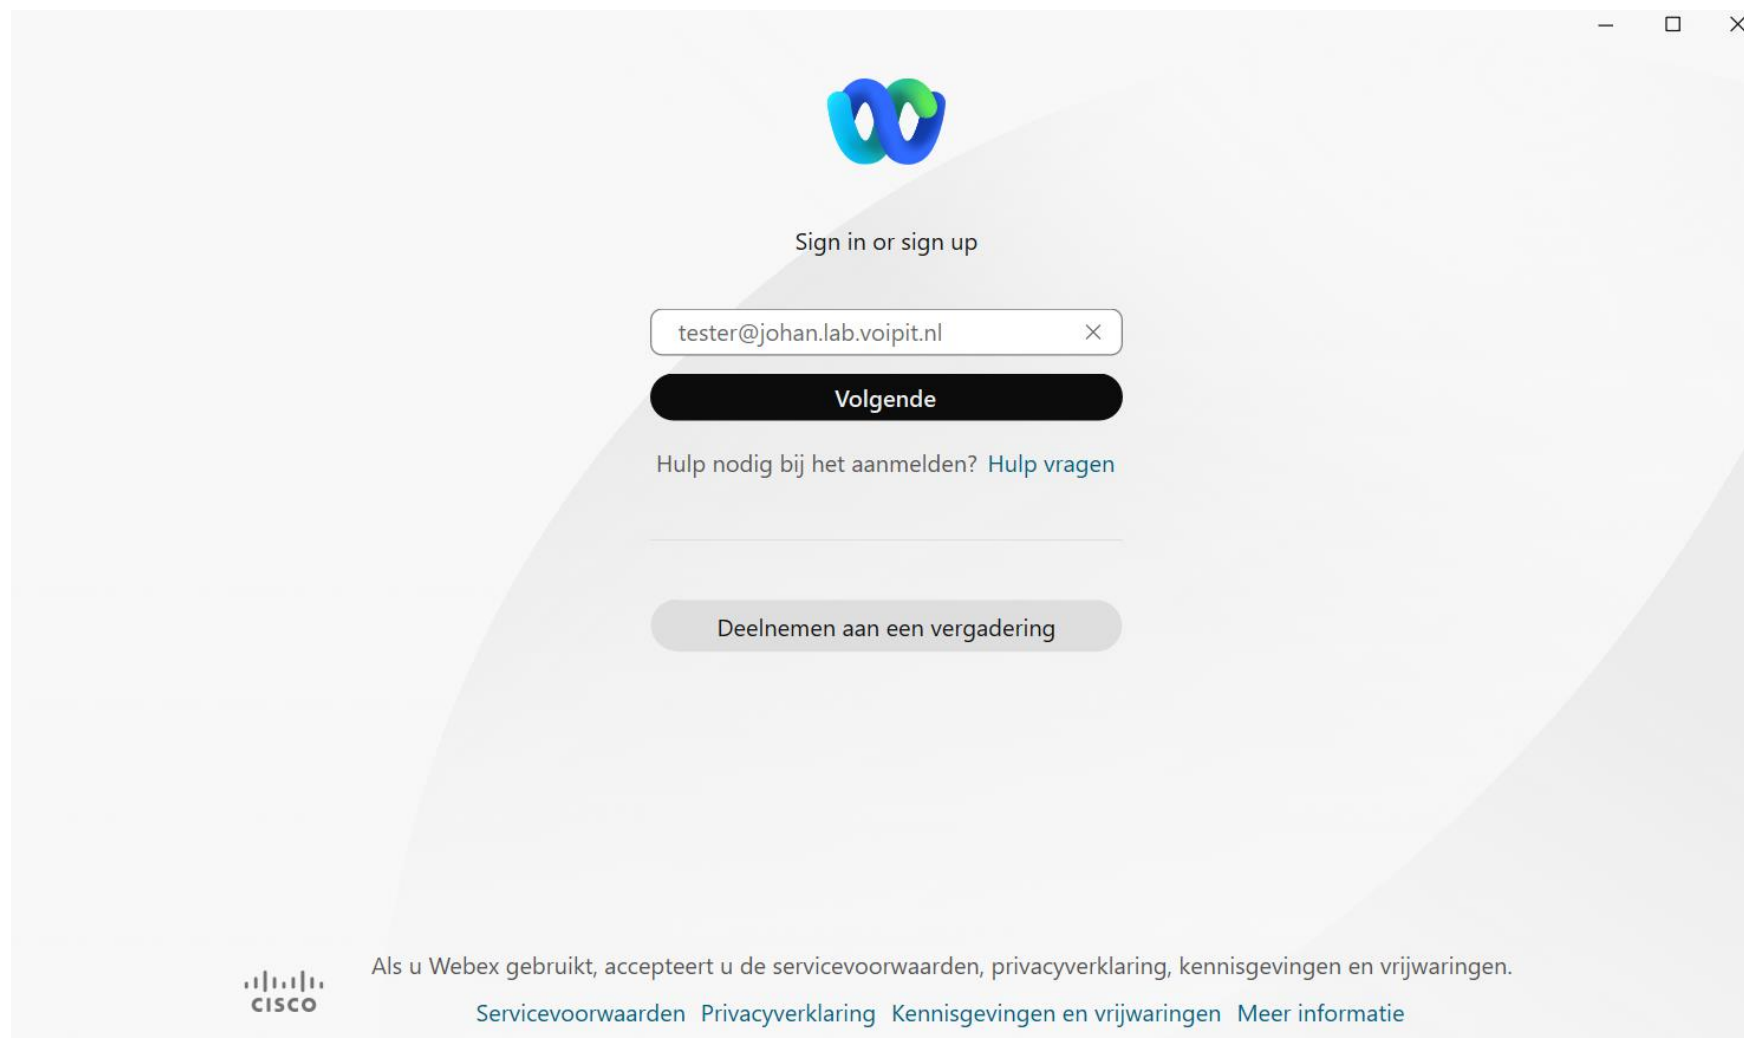 Sign in or sign up
tester@johan.lab.voipit.nl
Volgende
Hulp nodig bij het aanmelden? Hulp vragen
Deelnemen aan een vergadering
Als u Webex gebruikt, accepteert u de servicevoorwaarden, privacyverklaring, kennisgevingen en vrijwaringen.
CISCO
Servicevoorwaarden Privacyverklaring Kennisgevingen en vrijwaringen Meer informatie